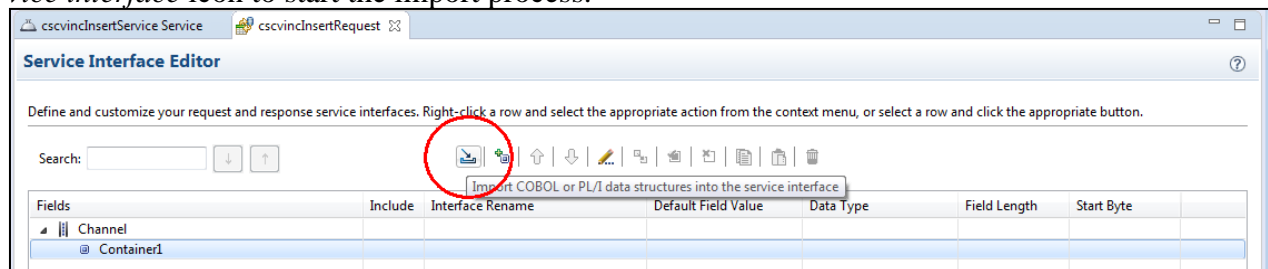 rvice interface icon to start the import process.
cscvincInsertService Service cscvincInsertRequest
Service Interface Editor
Define and customize your request and response service interfaces. Right-click a row and select the appropriate action from the context menu, or select a row and click the appropriate button.
Search:
Import COBOL or PL/I data structures into the service interface
Fields Include Interface Rename Default Field Value Data Type Field Length Start Byte
Channel
Container1